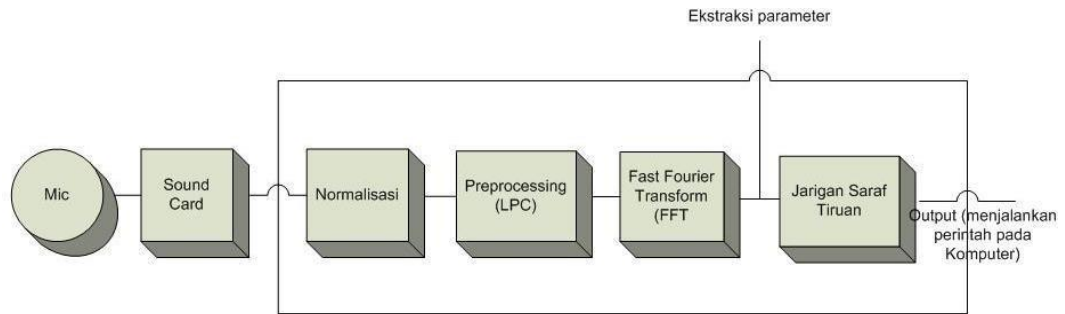 Ekstraksi parameter
Mic
Sound
Card
Normalisasi
Preprocessing
(LPC)
Fast Fourier
Transform
(FFT
Jarigan Saraf
Tiruan
Output (menjalankan
perintah pada
Komputer)